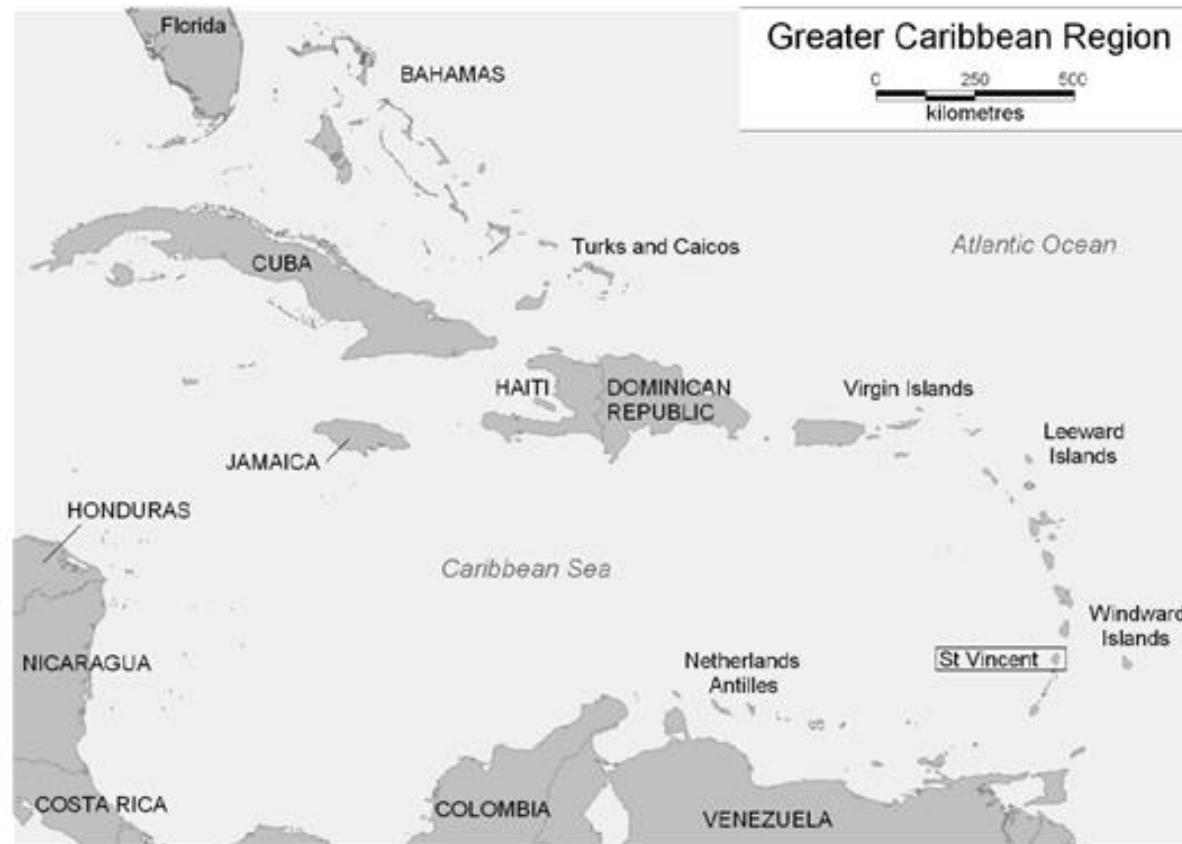 Florida
Greater Caribbean Region
0 250 500
kilometres
BAHAMAS
Turks and Caicos
Atlantic Ocean
CUBA
HAITI
DOMINICAN
REPUBLIC
Virgin Islands
Leeward
Islands
JAMAICA
HONDURAS
Caribbean Sea
Windward
Islands
NICARAGUA
St Vincent
Netherlands
Antilles
COSTA RICA
COLOMBIA
VENEZUELA